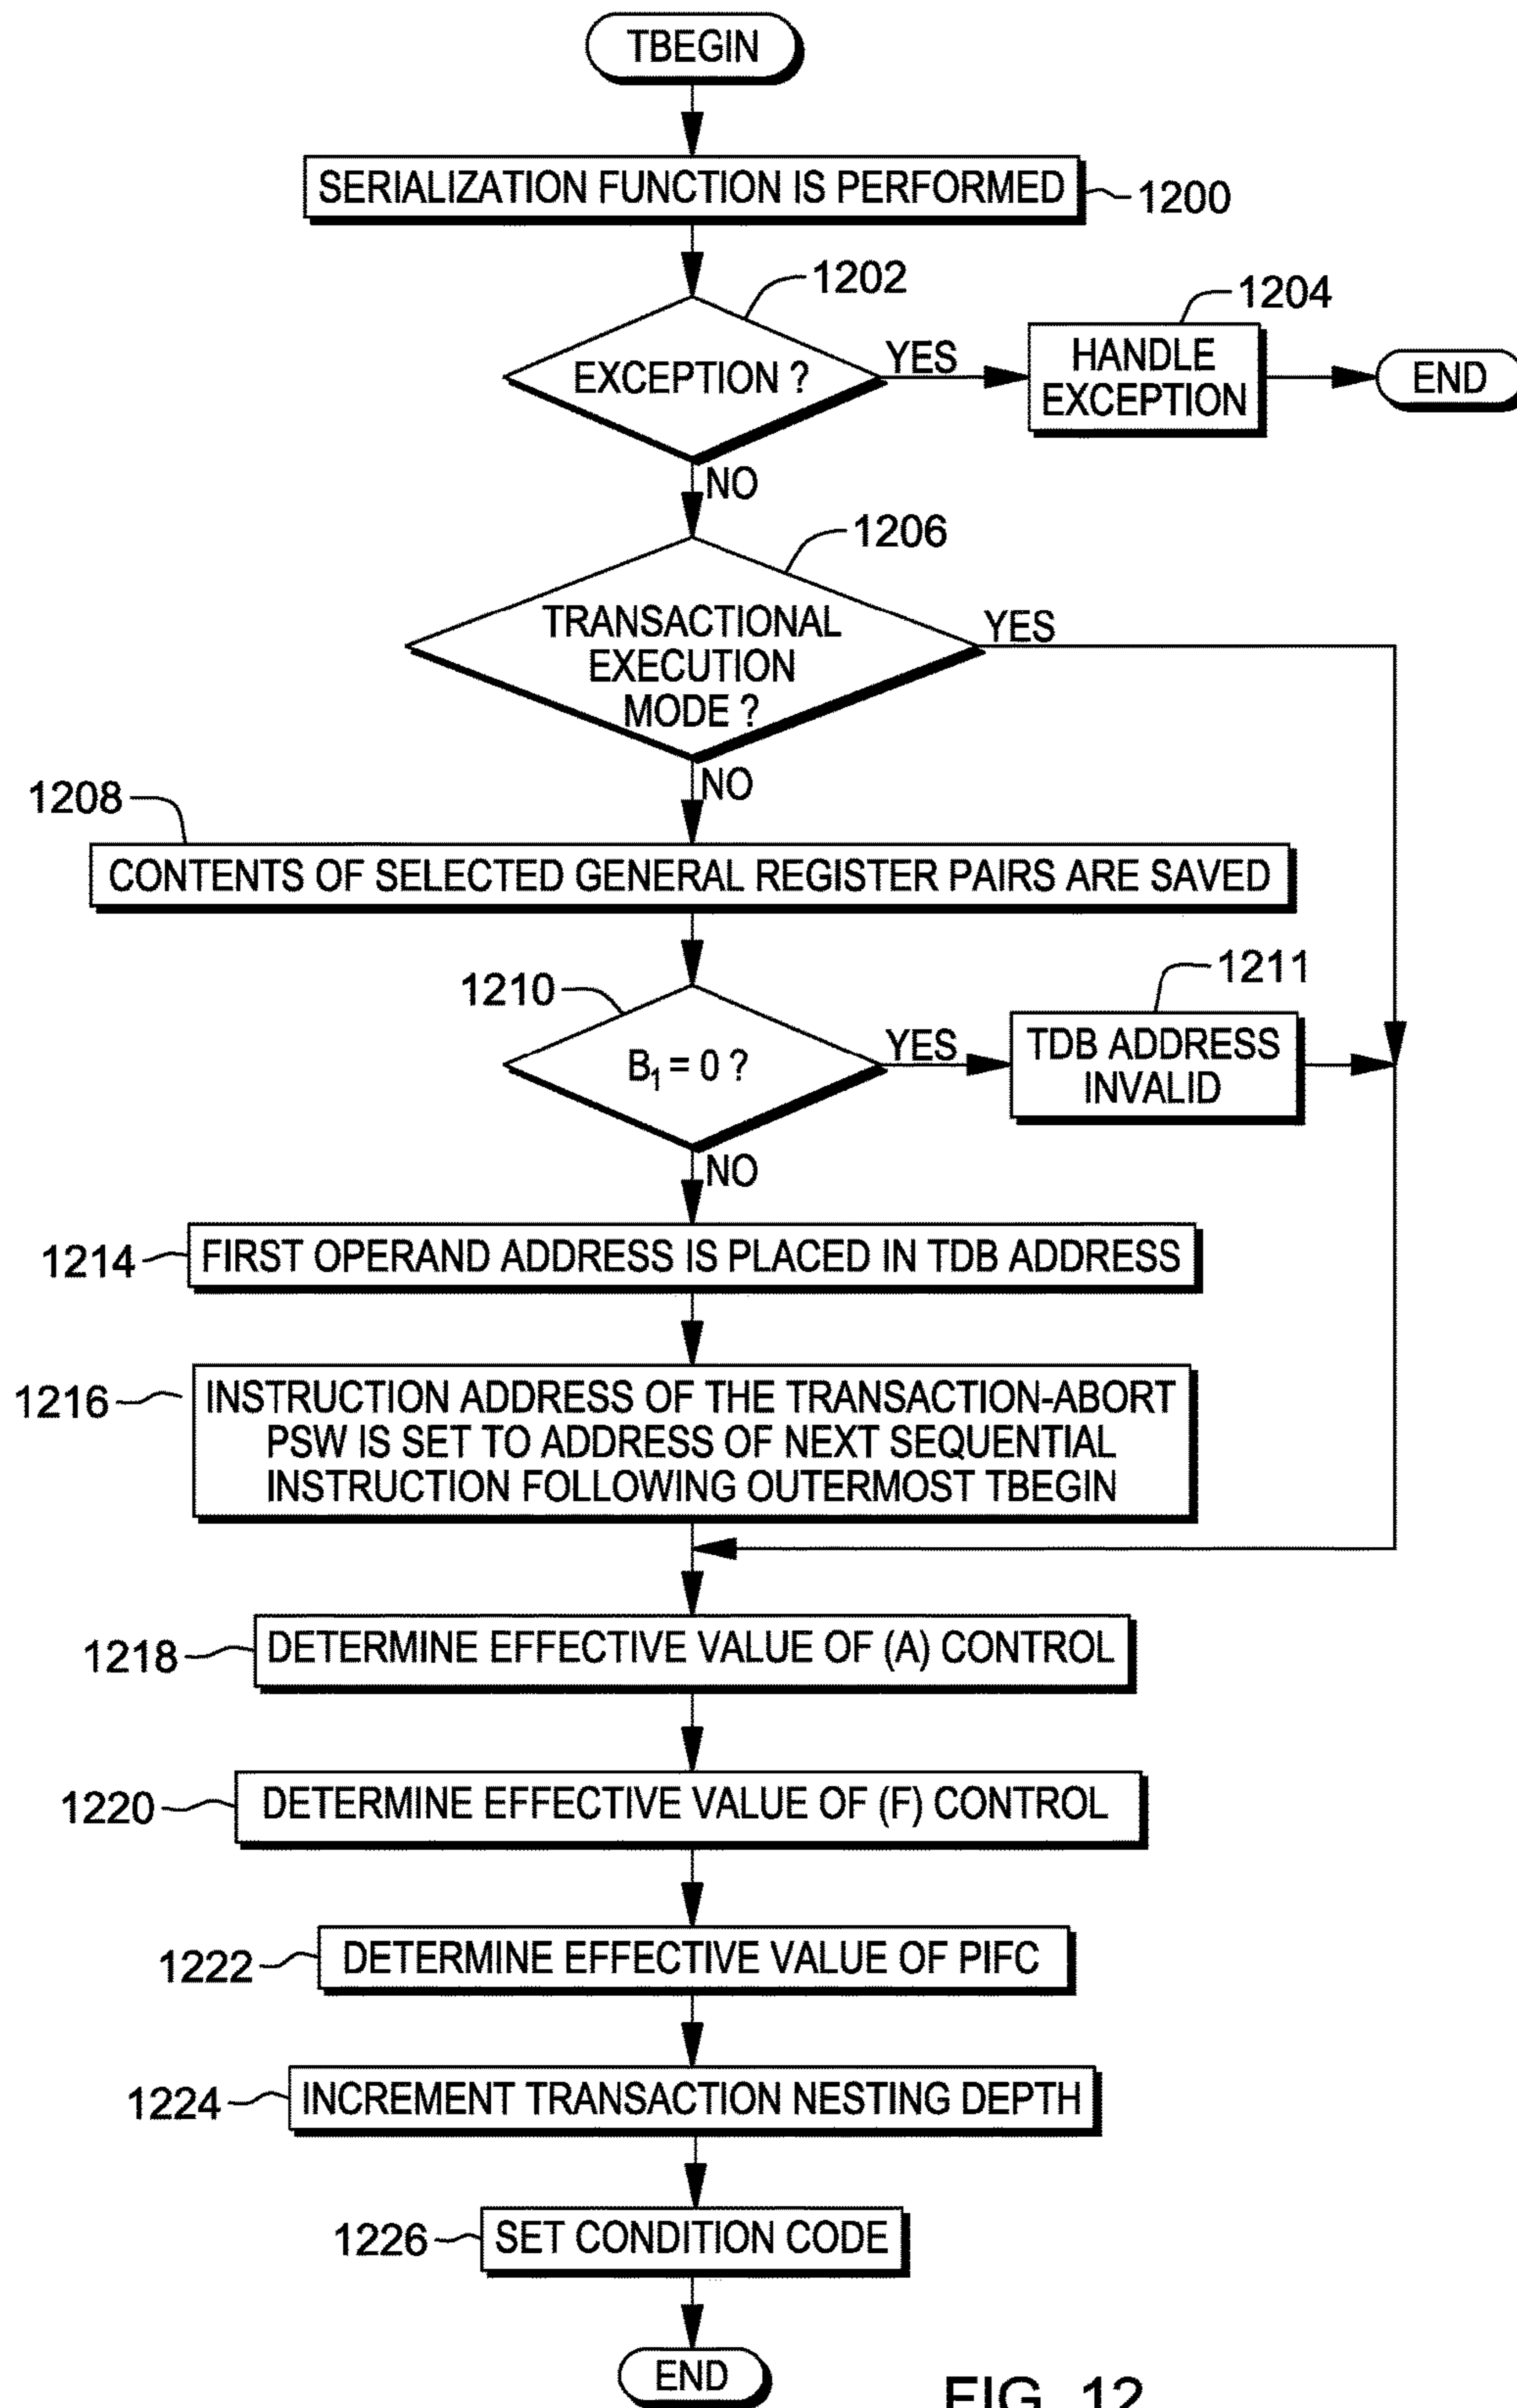 TBEGIN
SERIALIZATION FUNCTION IS PERFORMED
1200
1202
1204
EXCEPTION ?
YES
HANDLE
EXCEPTION
END
NO
1206
TRANSACTIONAL
EXECUTION
MODE ?
YES
NO
1208
CONTENTS OF SELECTED GENERAL REGISTER PAIRS ARE SAVED
1210
1211
B1 = 0 ?
YES
TDB ADDRESS
INVALID
NO
1214
FIRST OPERAND ADDRESS IS PLACED IN TDB ADDRESS
1216
INSTRUCTION ADDRESS OF THE TRANSACTION-ABORT
PSW IS SET TO ADDRESS OF NEXT SEQUENTIAL
INSTRUCTION FOLLOWING OUTERMOST TBEGIN
1218
DETERMINE EFFECTIVE VALUE OF (A) CONTROL
1220
DETERMINE EFFECTIVE VALUE OF (F) CONTROL
1222
DETERMINE EFFECTIVE VALUE OF PIFC
1224
INCREMENT TRANSACTION NESTING DEPTH
1226
SET CONDITION CODE
END
FIG. 12